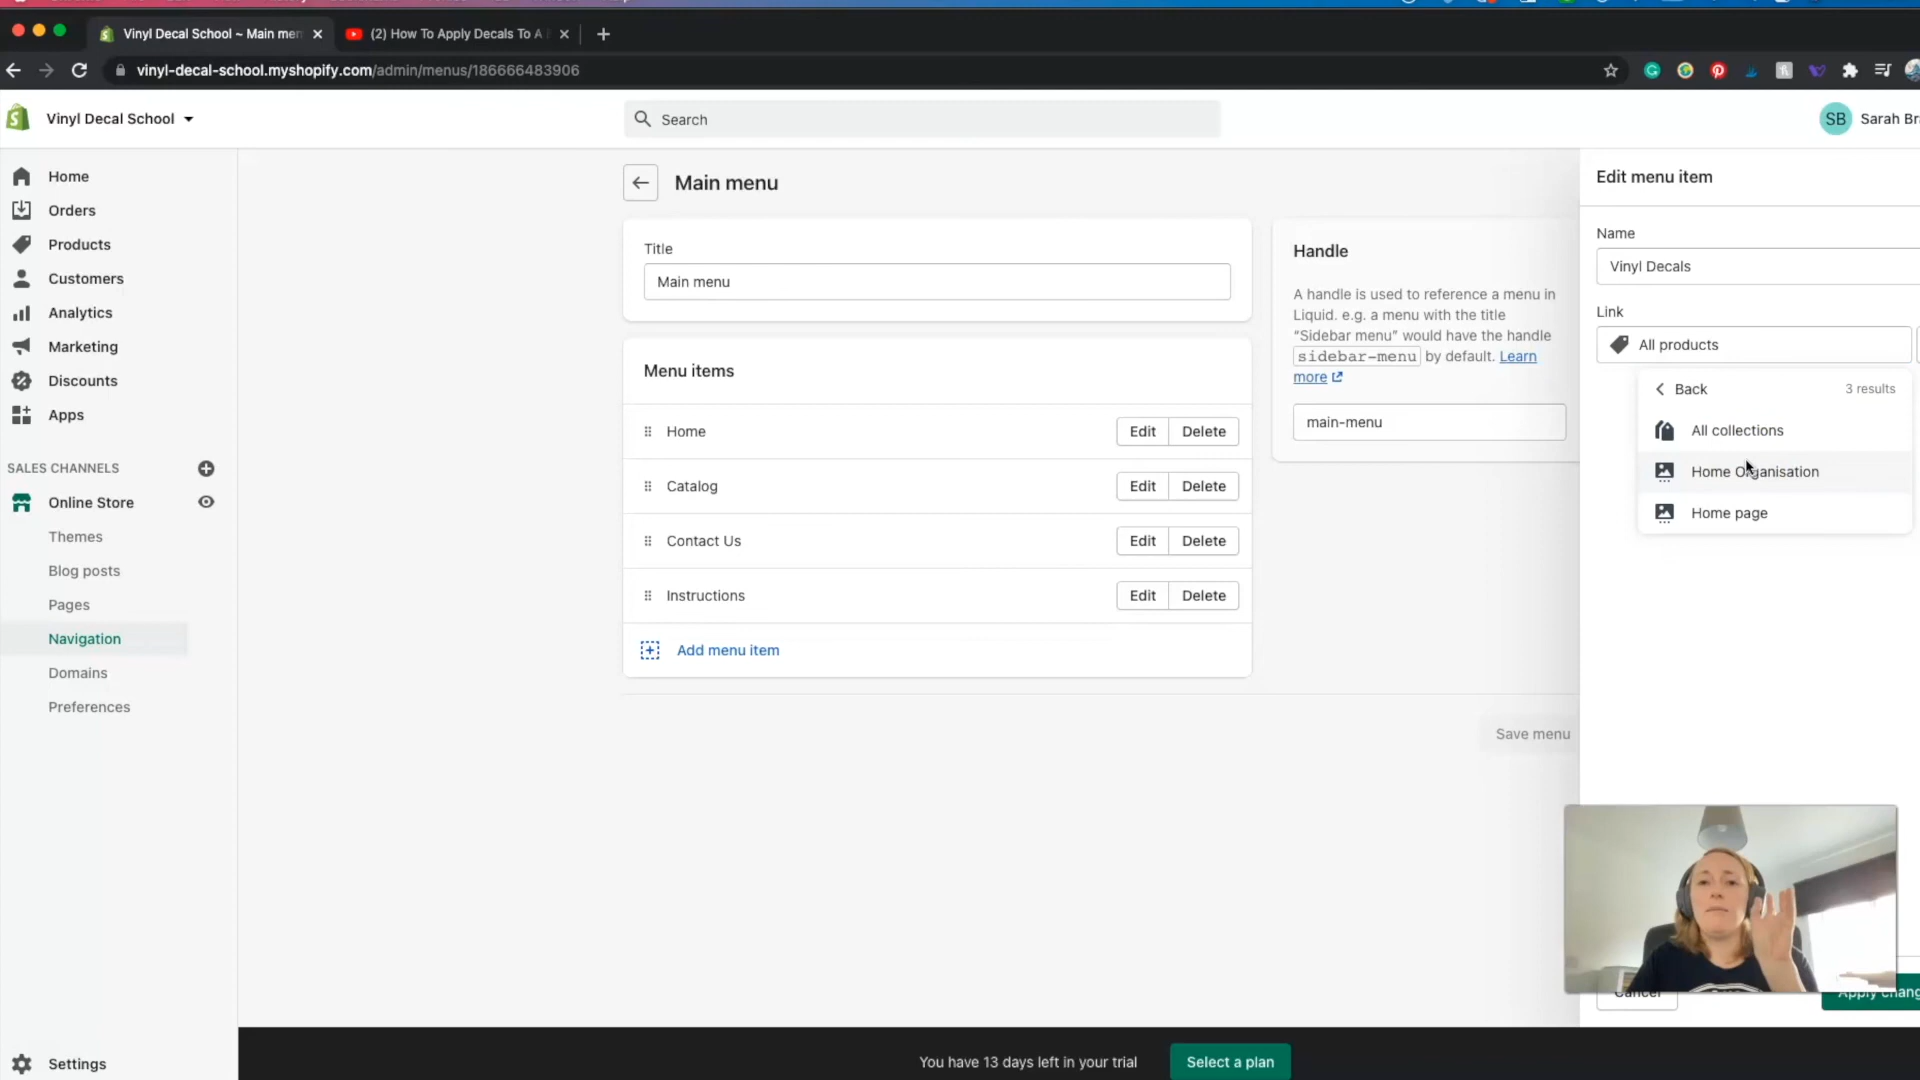 Vinyl Decal School ~ Main men
(2) How To Apply Decals To A
vinyl-decal-school.myshopify.com/admin/menus/186666483906
Vinyl Decal School
Search
SB
Sarah Bra
Home
Orders
Products
Customers
Analytics
Marketing
Discounts
Apps
SALES CHANNELS
Online Store
Themes
Blog posts
Pages
Navigation
Domains
Preferences
Settings
Main menu
Title
Main menu
Menu items
Home
Edit
Delete
Catalog
Edit
Delete
Contact Us
Edit
Delete
Instructions
Edit
Delete
Add menu item
Handle
A handle is used to reference a menu in
Liquid. e.g. a menu with the title
“Sidebar menu” would have the handle
sidebar-menu by default. Learn
more
main-menu
Save menu
Edit menu item
Name
Vinyl Decals
Link
All products
Back
3 results
All collections
Home Organisation
Home page
Cancel
Apply chang
You have 13 days left in your trial
Select a plan